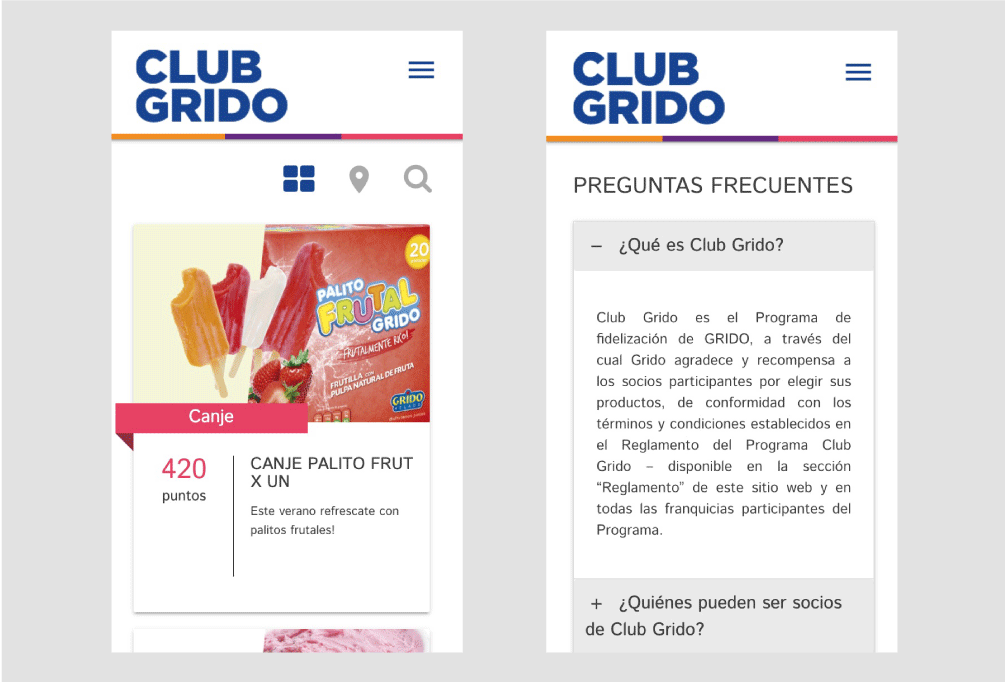 CLUB
GRIDO
20
PALITO
FRUTAL
GRIDO
¡FRUTALMENTE RICO!
FRUTILLA CON
PULPA NATURAL DE FRUTA
GRIDO
HELADO
Canje
420
puntos
CANJE PALITO FRUT
X UN
Este verano refrescate con
palitos frutales!
CLUB
GRIDO
PREGUNTAS FRECUENTES
– ¿Qué es Club Grido?
Club Grido es el Programa de
fidelización de GRIDO, a través del
cual Grido agradece y recompensa a
los socios participantes por elegir sus
productos, de conformidad con los
términos y condiciones establecidos en
el Reglamento del Programa Club
Grido – disponible en la sección
“Reglamento” de este sitio web y en
todas las franquicias participantes del
Programa.
+ ¿Quiénes pueden ser socios
de Club Grido?